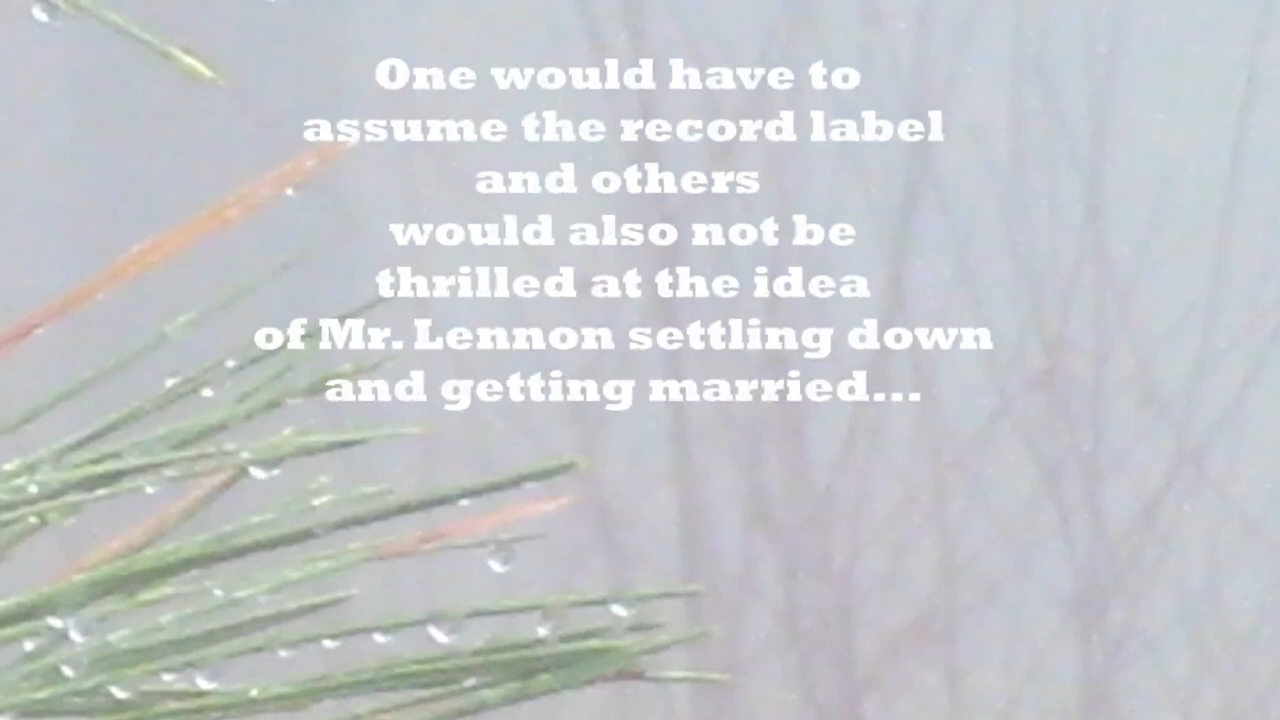 One would have to
assume the record label
and others
would also not be
thrilled at the idea
of Mr. Lennon settling down
and getting married...